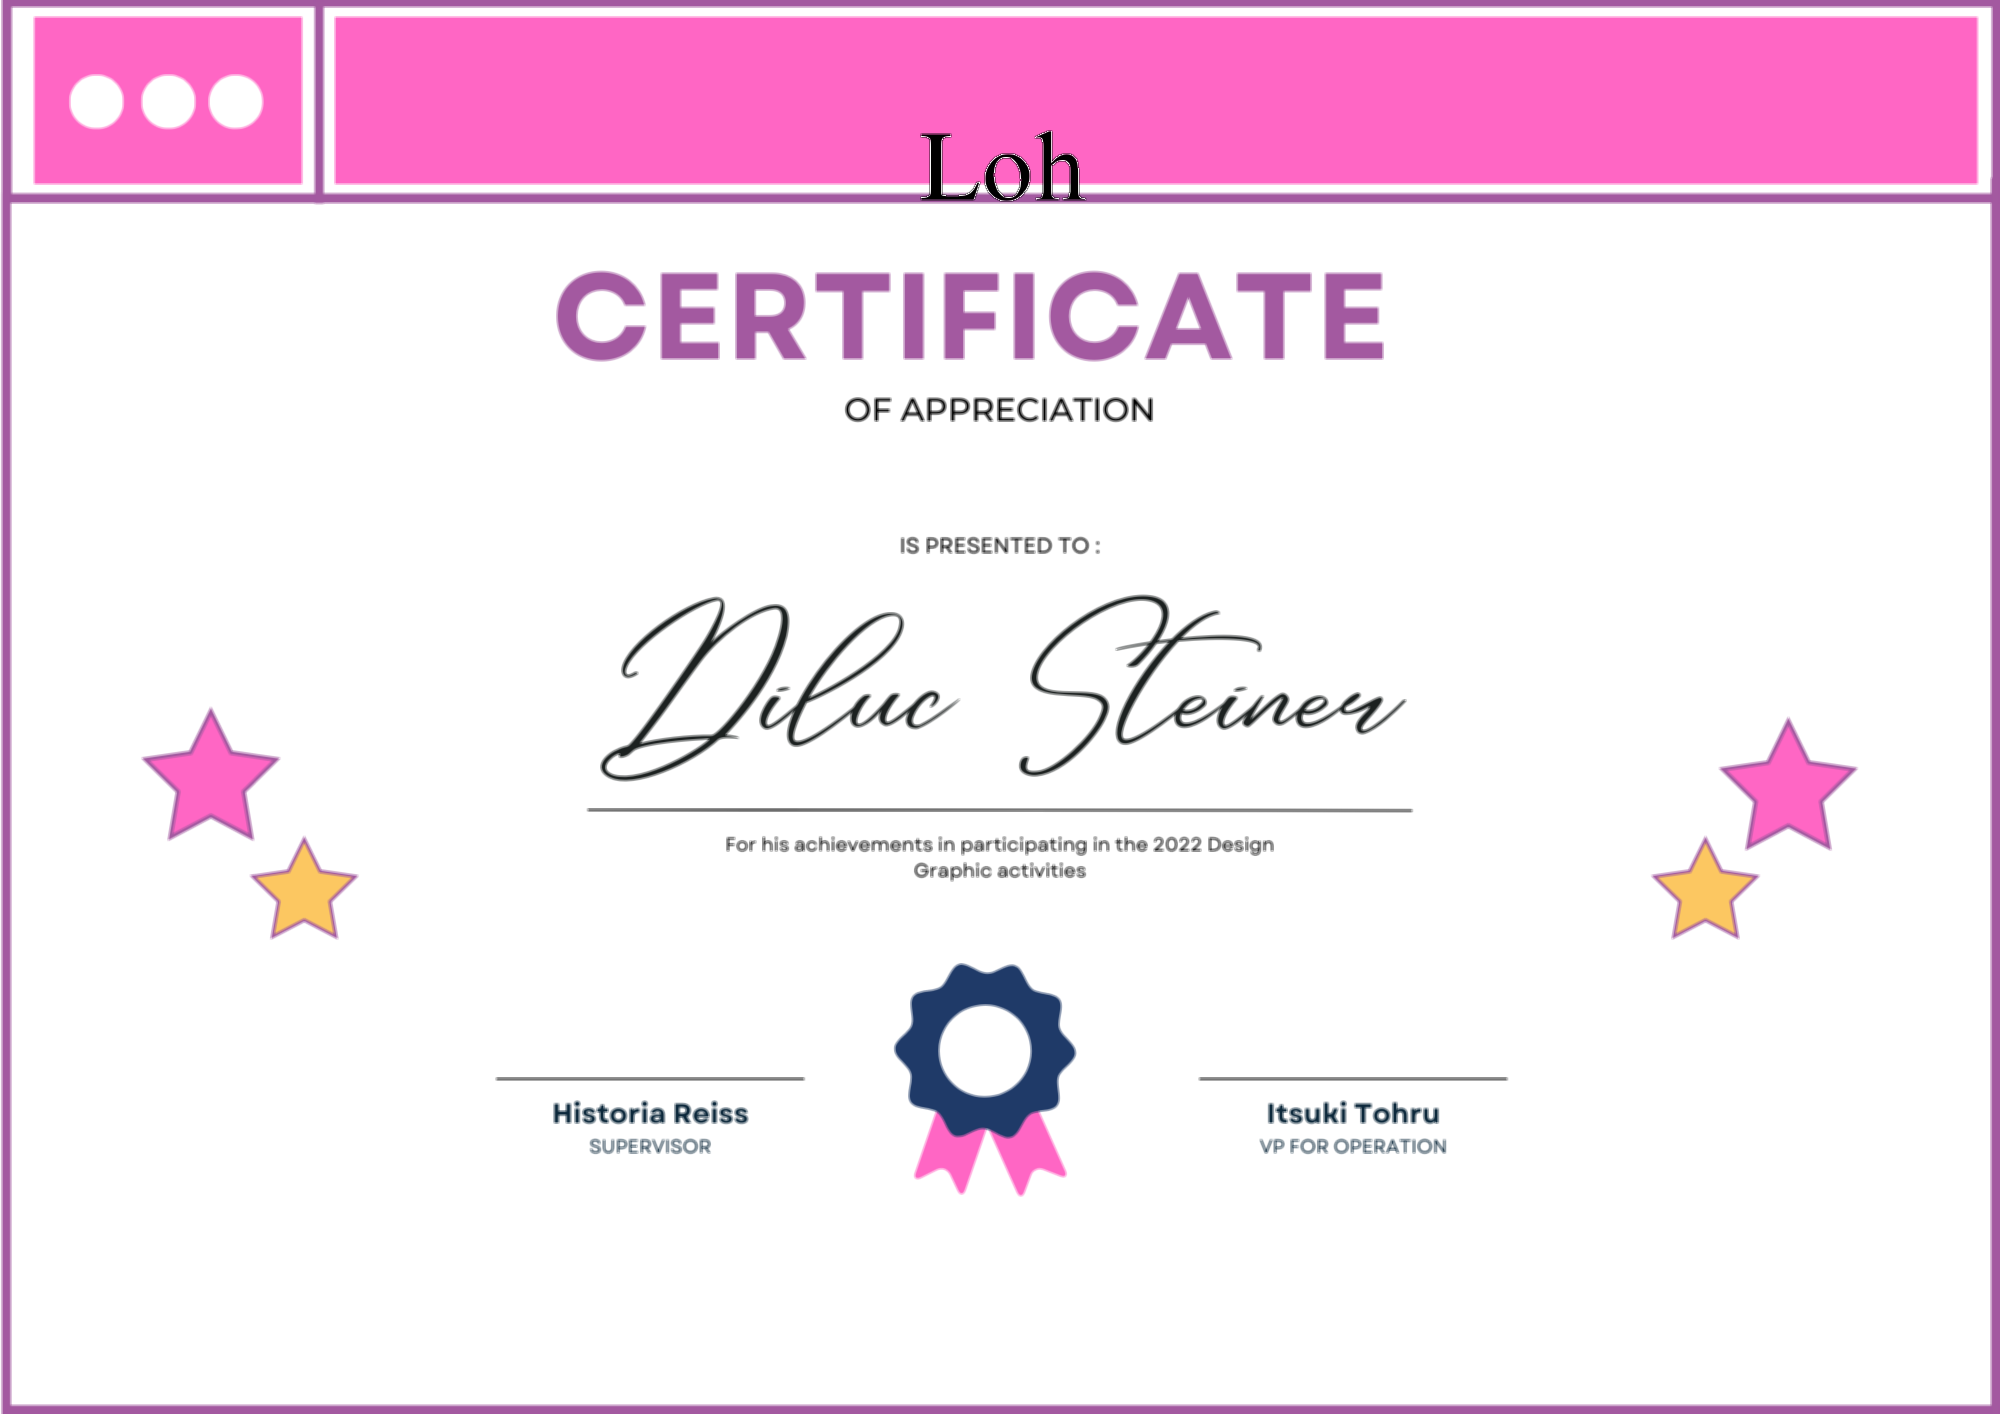 Loh
CERTIFICATE
OF APPRECIATION
IS PRESENTED TO :
Diluc Steiner
For his achievements in participating in the 2022 Design
Graphic activities
Historia Reiss
SUPERVISOR
Itsuki Tohru
VP FOR OPERATION